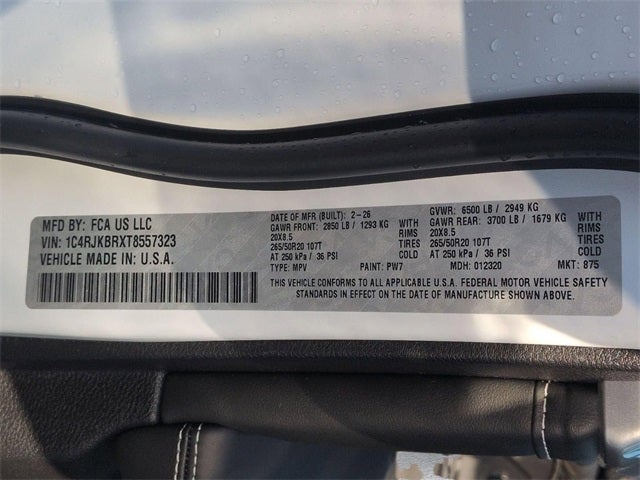 MFD BY: FCA US LLC
VIN: 1C4RJKBRXT8557323
VEHICLE MADE IN: U.S.A.
DATE OF MFR (BUILT): 2-26
GAWR FRONT: 2850 LB / 1293 KG WITH
20X8.5 RIMS
265/50R20 107T TIRES
AT 250 kPa / 36 PSI COLD
TYPE: MPV PAINT: PW7
GVWR: 6500 LB / 2949 KG
GAWR REAR: 3700 LB / 1679 KG WITH
20X8.5 RIMS
265/50R20 107T TIRES
AT 250 kPa / 36 PSI COLD
MDH: 012320 MKT: 875
THIS VEHICLE CONFORMS TO ALL APPLICABLE U.S.A. FEDERAL MOTOR VEHICLE SAFETY
STANDARDS IN EFFECT ON THE DATE OF MANUFACTURE SHOWN ABOVE.